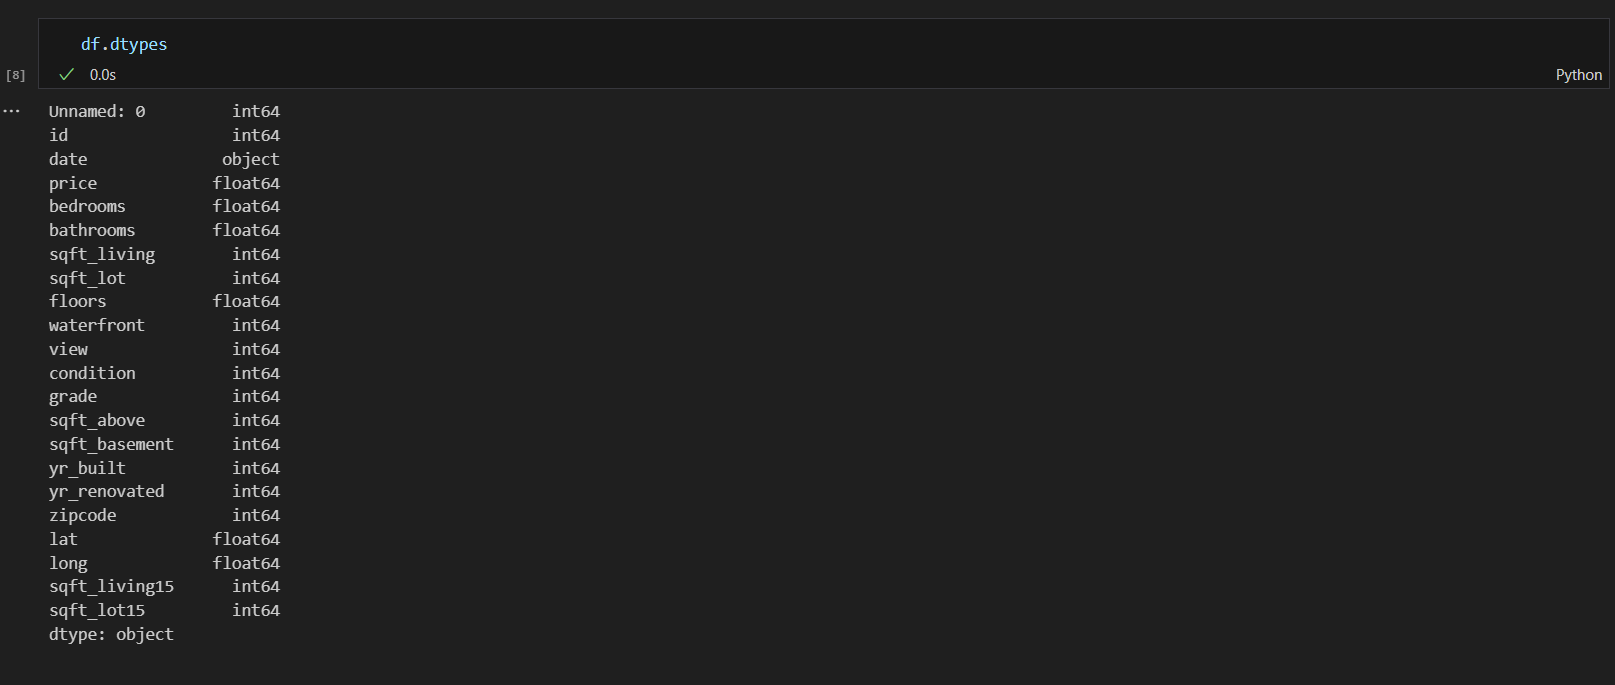 df.dtypes
[8] 0.0s Python
... Unnamed: 0 int64
id int64
date object
price float64
bedrooms float64
bathrooms float64
sqft_living int64
sqft_lot int64
floors float64
waterfront int64
view int64
condition int64
grade int64
sqft_above int64
sqft_basement int64
yr_built int64
yr_renovated int64
zipcode int64
lat float64
long float64
sqft_living15 int64
sqft_lot15 int64
dtype: object